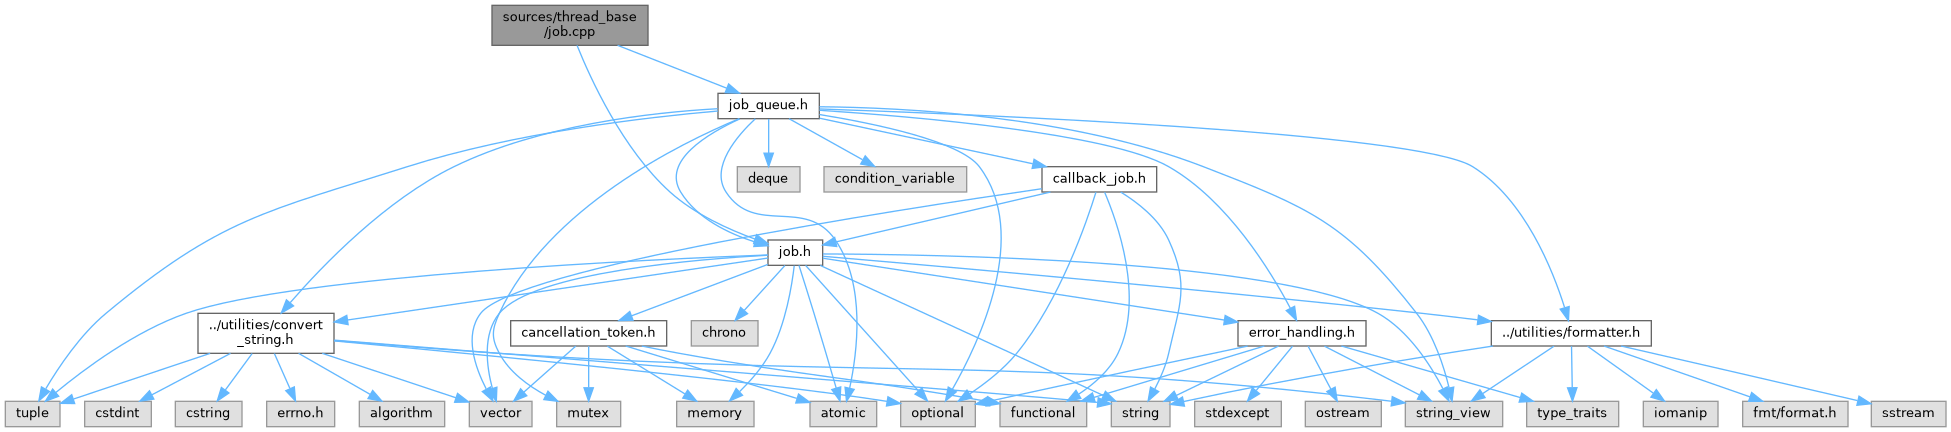 sources/thread_base
/job.cpp
job_queue.h
deque
condition_variable
callback_job.h
job.h
../utilities/convert
_string.h
cancellation_token.h
chrono
error_handling.h
../utilities/formatter.h
tuple
cstdint
cstring
errno.h
algorithm
vector
mutex
memory
atomic
optional
functional
string
stdexcept
ostream
string_view
type_traits
iomanip
fmt/format.h
sstream